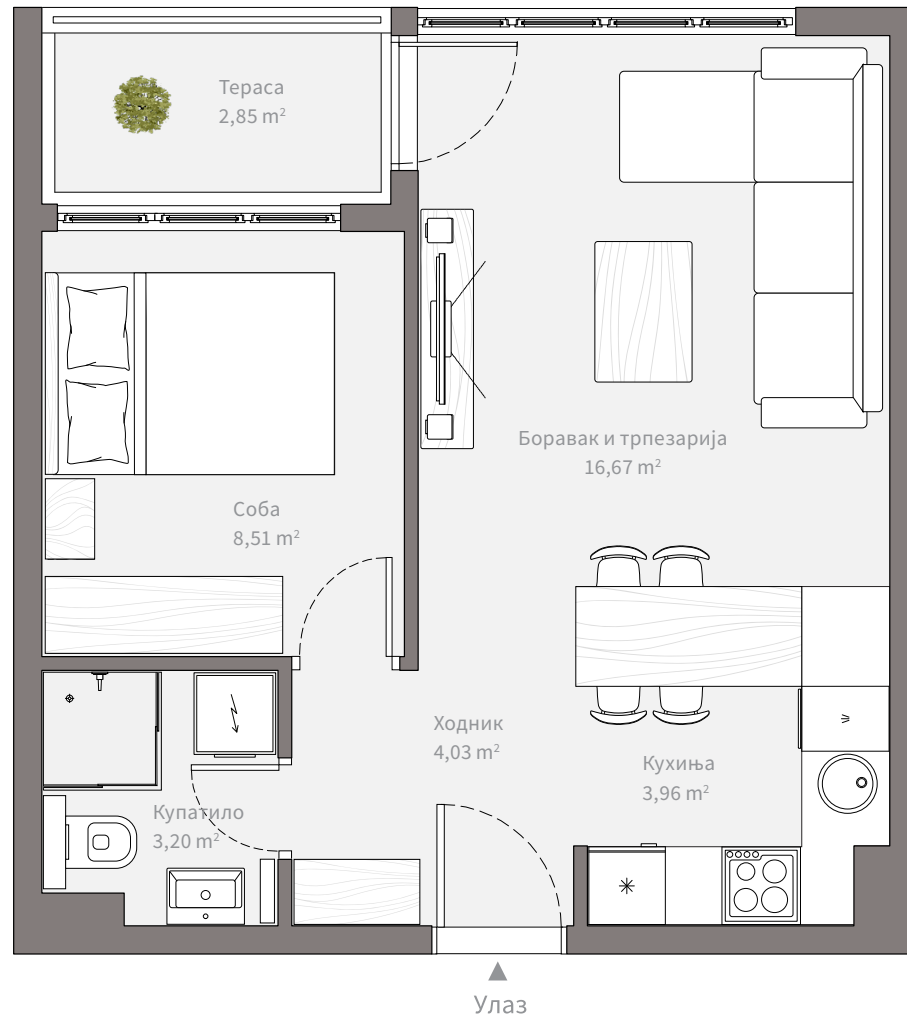 Тераса
2,85 m²
Боравак и трпезарија
16,67 m²
Соба
8,51 m²
Ходник
4,03 m²
Кухиња
3,96 m²
Купатило
3,20 m²
Улаз